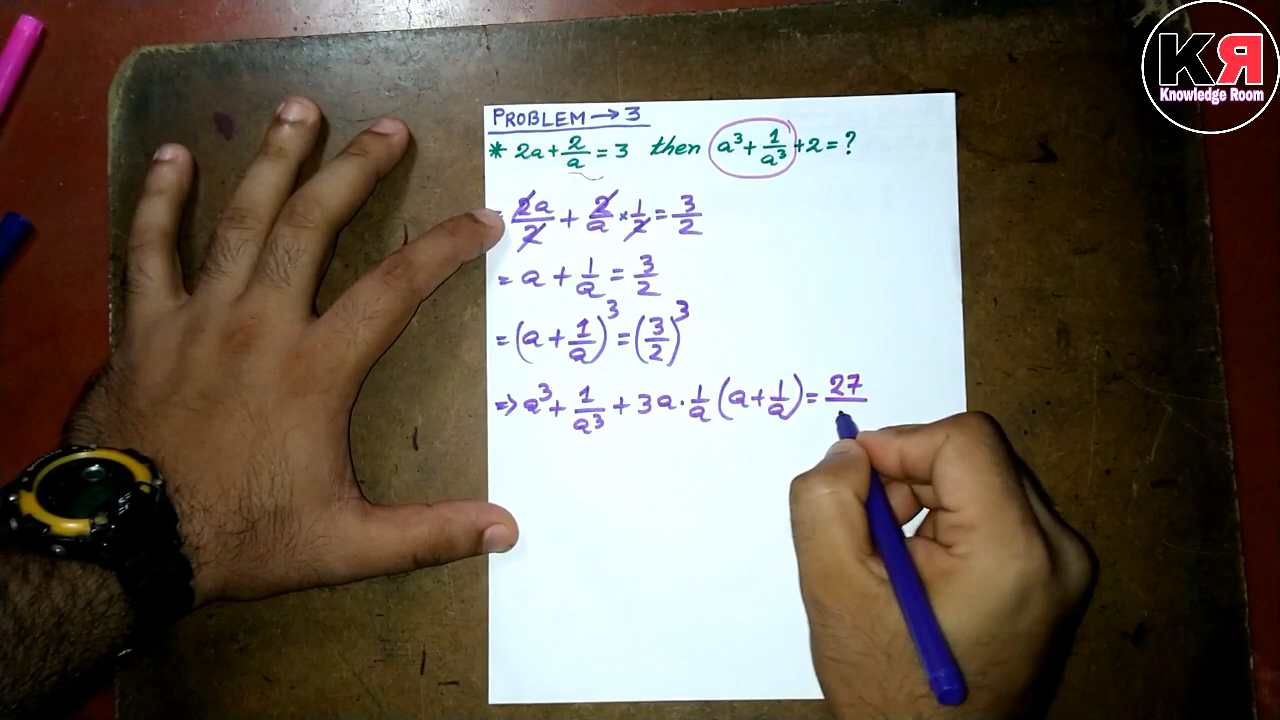 KЯ
Knowledge Room
PROBLEM → 3
* 2a + 2/a = 3 then a³ + 1/a³ + 2 = ?
= 2a/2 + 2/a × 1/2 = 3/2
= a + 1/a = 3/2
= (a + 1/a)³ = (3/2)³
⇒ a³ + 1/a³ + 3a · 1/a (a + 1/a) = 27/